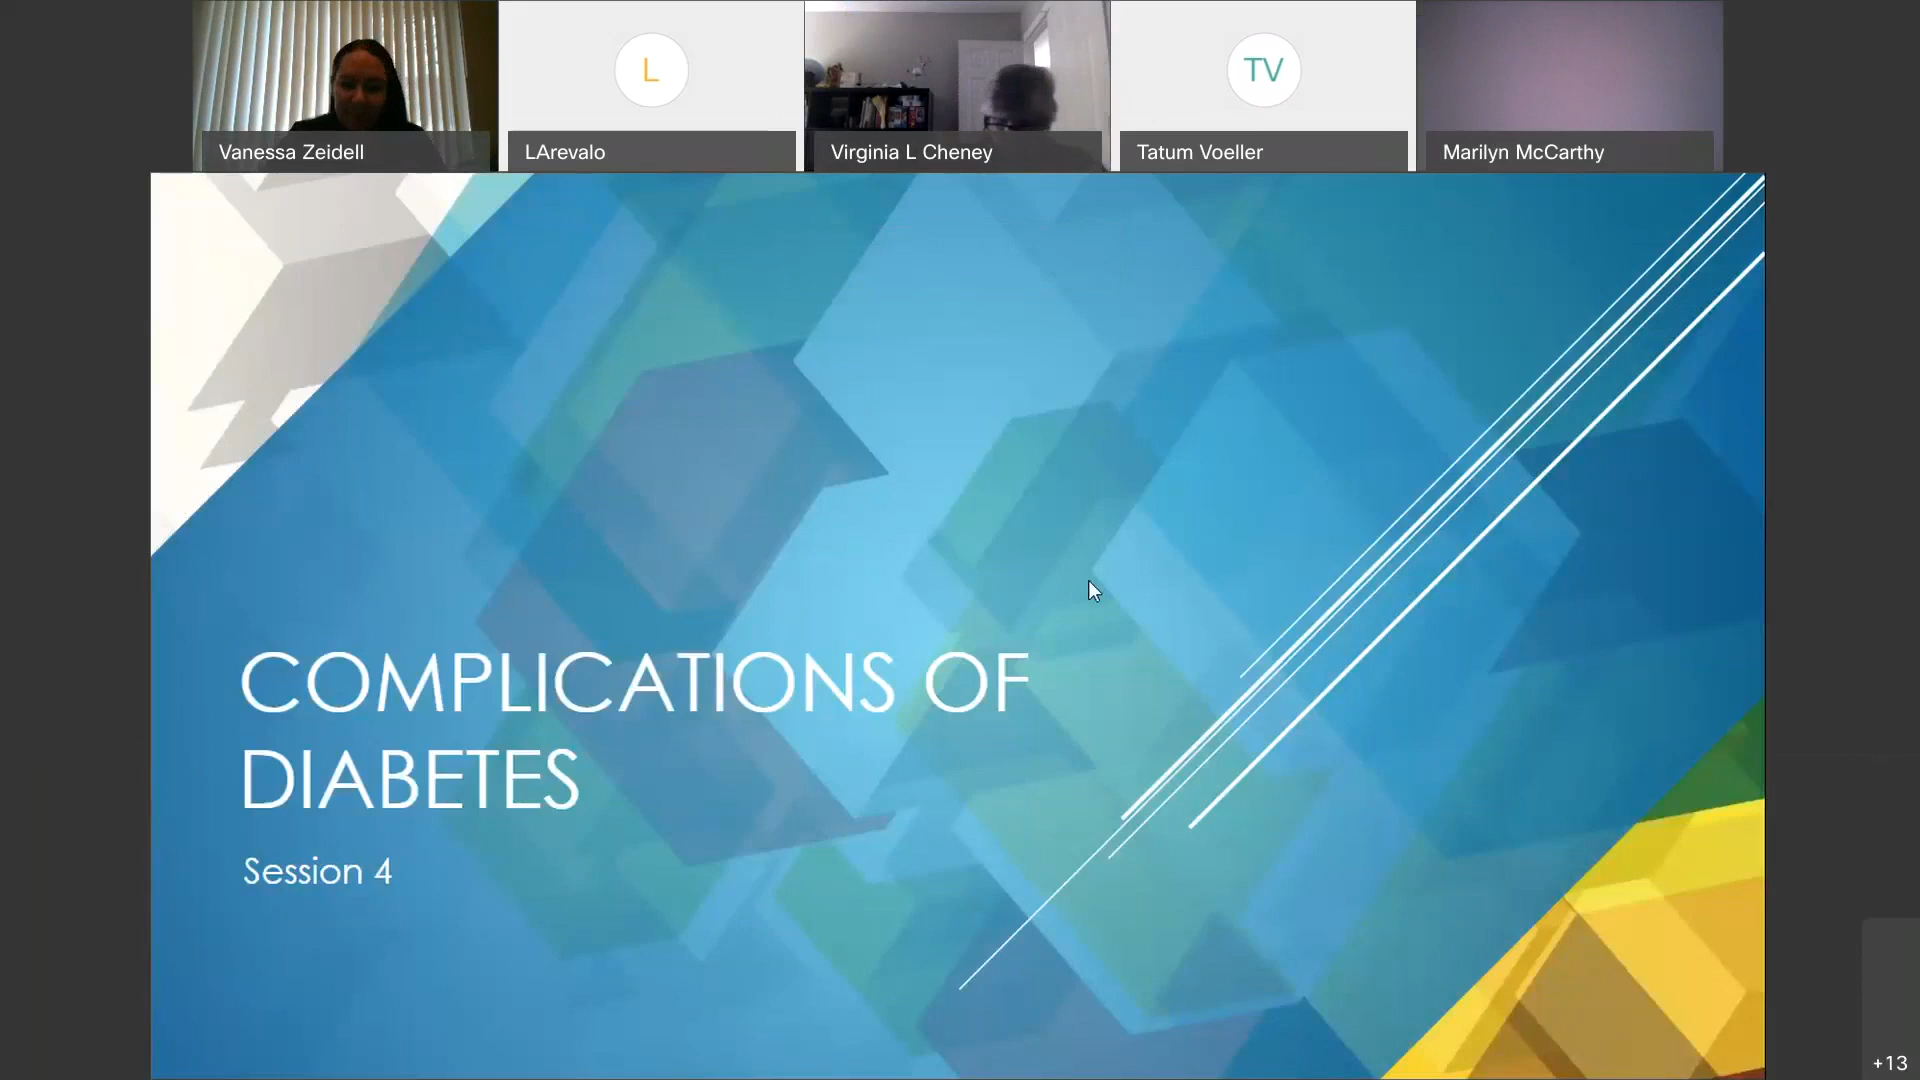 L
TV
Vanessa Zeidell
LArevalo
Virginia L Cheney
Tatum Voeller
Marilyn McCarthy
COMPLICATIONS OF
DIABETES
Session 4
+13